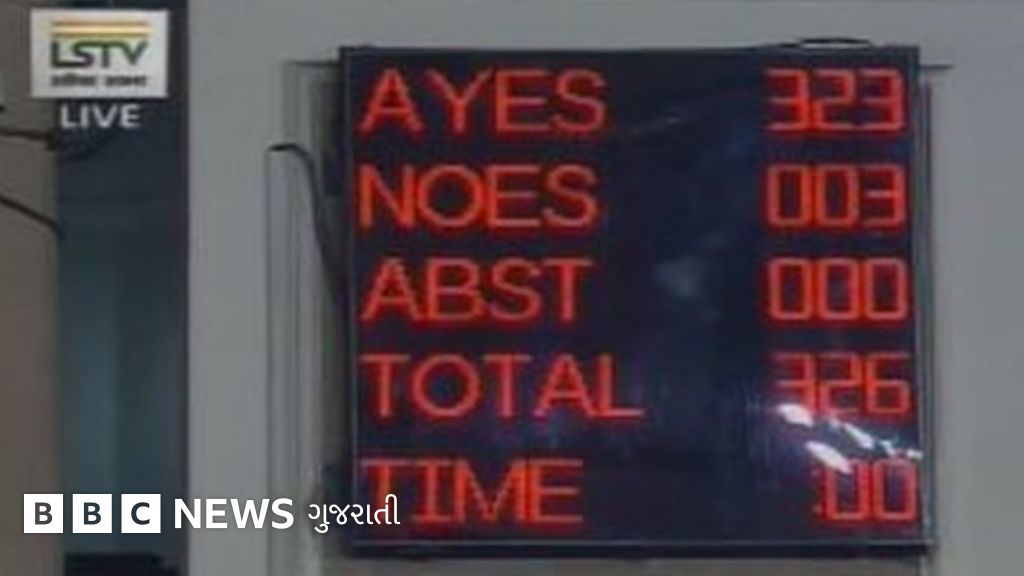 LSTV
LIVE
AYES 323
NOES 003
ABST 000
TOTAL 326
TIME :00
BBC NEWS ગુજરાતી